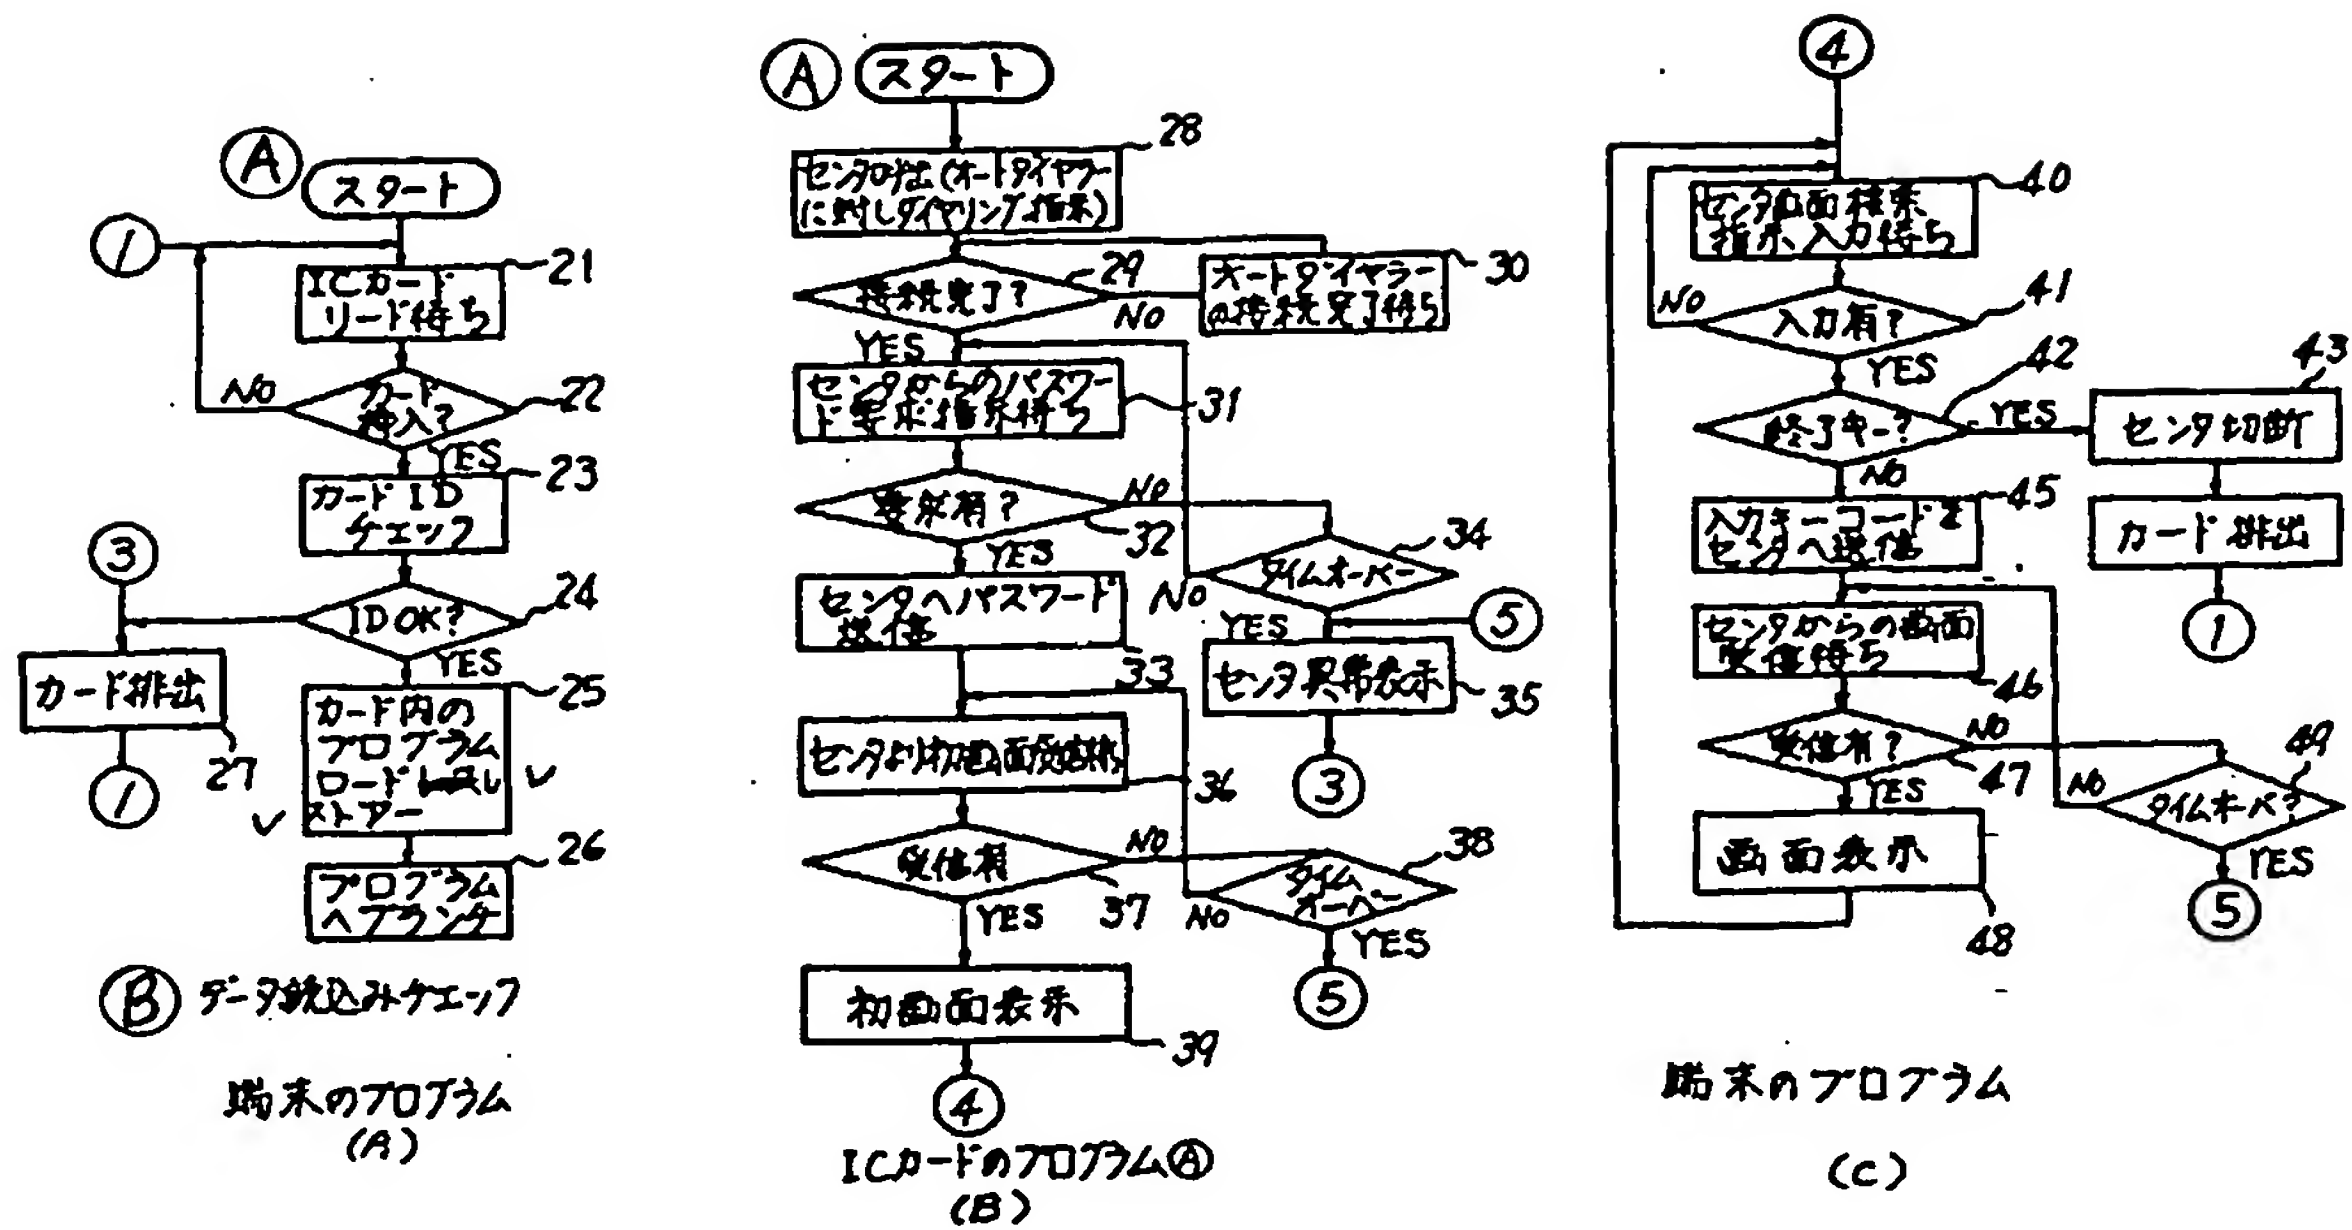 Ⓐ
スタート
①
ICカード
リード待ち
21
カード
挿入?
22
NO
YES
カードID
チェック
23
③
ID OK?
24
YES
カード排出
27
①
カード内の
プログラム
ロード
ストアー
25
プログラム
へブランチ
26
Ⓑ データ読込みチェック
端末のプログラム
(A)
Ⓐ
スタート
28
センタ呼出(オートダイヤラー
に対しダイヤリング指示)
接続完了?
29
NO
YES
オートダイヤラー
の接続完了待ち
30
センタからのパスワー
ド要求指示待ち
31
要求有?
32
NO
YES
タイムオーバー
34
NO
YES
⑤
センタへパスワード
送信
33
センタ異常表示
35
③
センタより初画面受信待
36
受信有
37
NO
YES
タイム
オーバー
38
NO
YES
⑤
初画面表示
39
④
ICカードのプログラムⒶ
(B)
④
センタ画面検索
指示入力待ち
40
入力有?
41
NO
YES
終了キー?
42
YES
NO
センタ切断
43
カード排出
①
入力キーコードを
センタへ送信
45
センタからの画面
受信待ち
46
受信有?
47
NO
YES
タイムオーバ?
49
NO
YES
⑤
画面表示
48
端末のプログラム
(C)